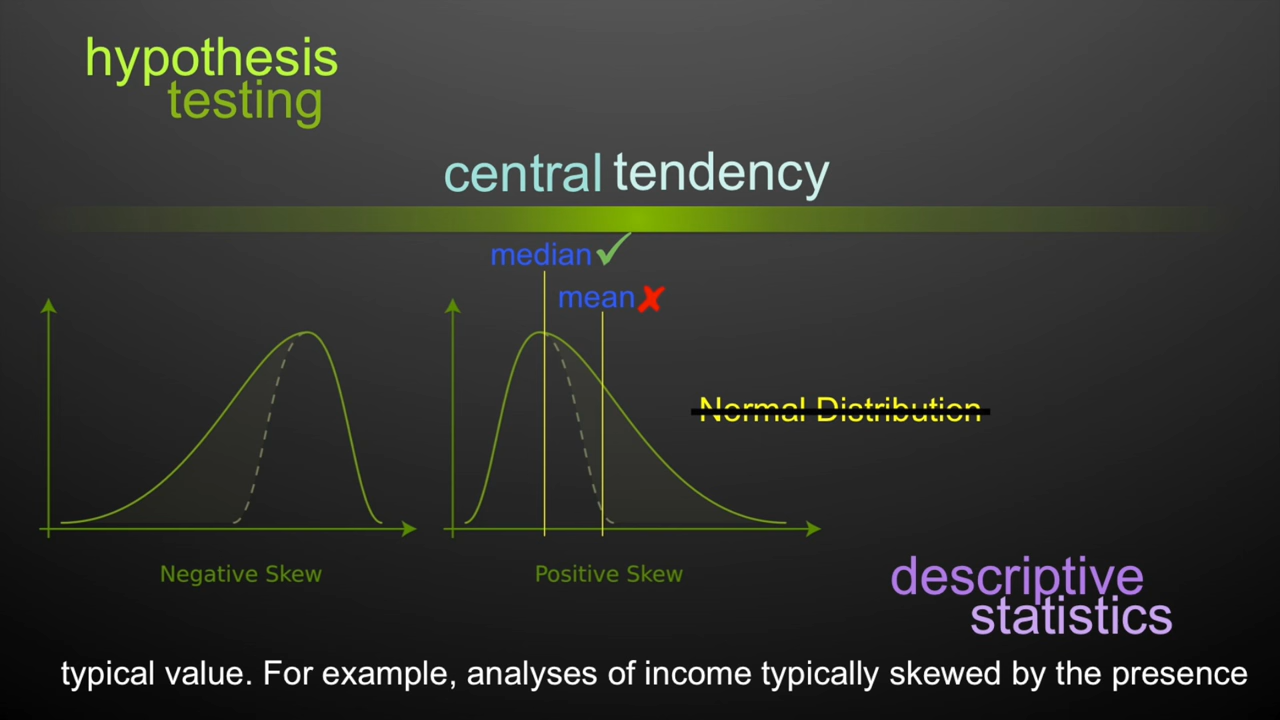 hypothesis
testing
central tendency
median
mean
Normal Distribution
Negative Skew
Positive Skew
descriptive
statistics
typical value. For example, analyses of income typically skewed by the presence